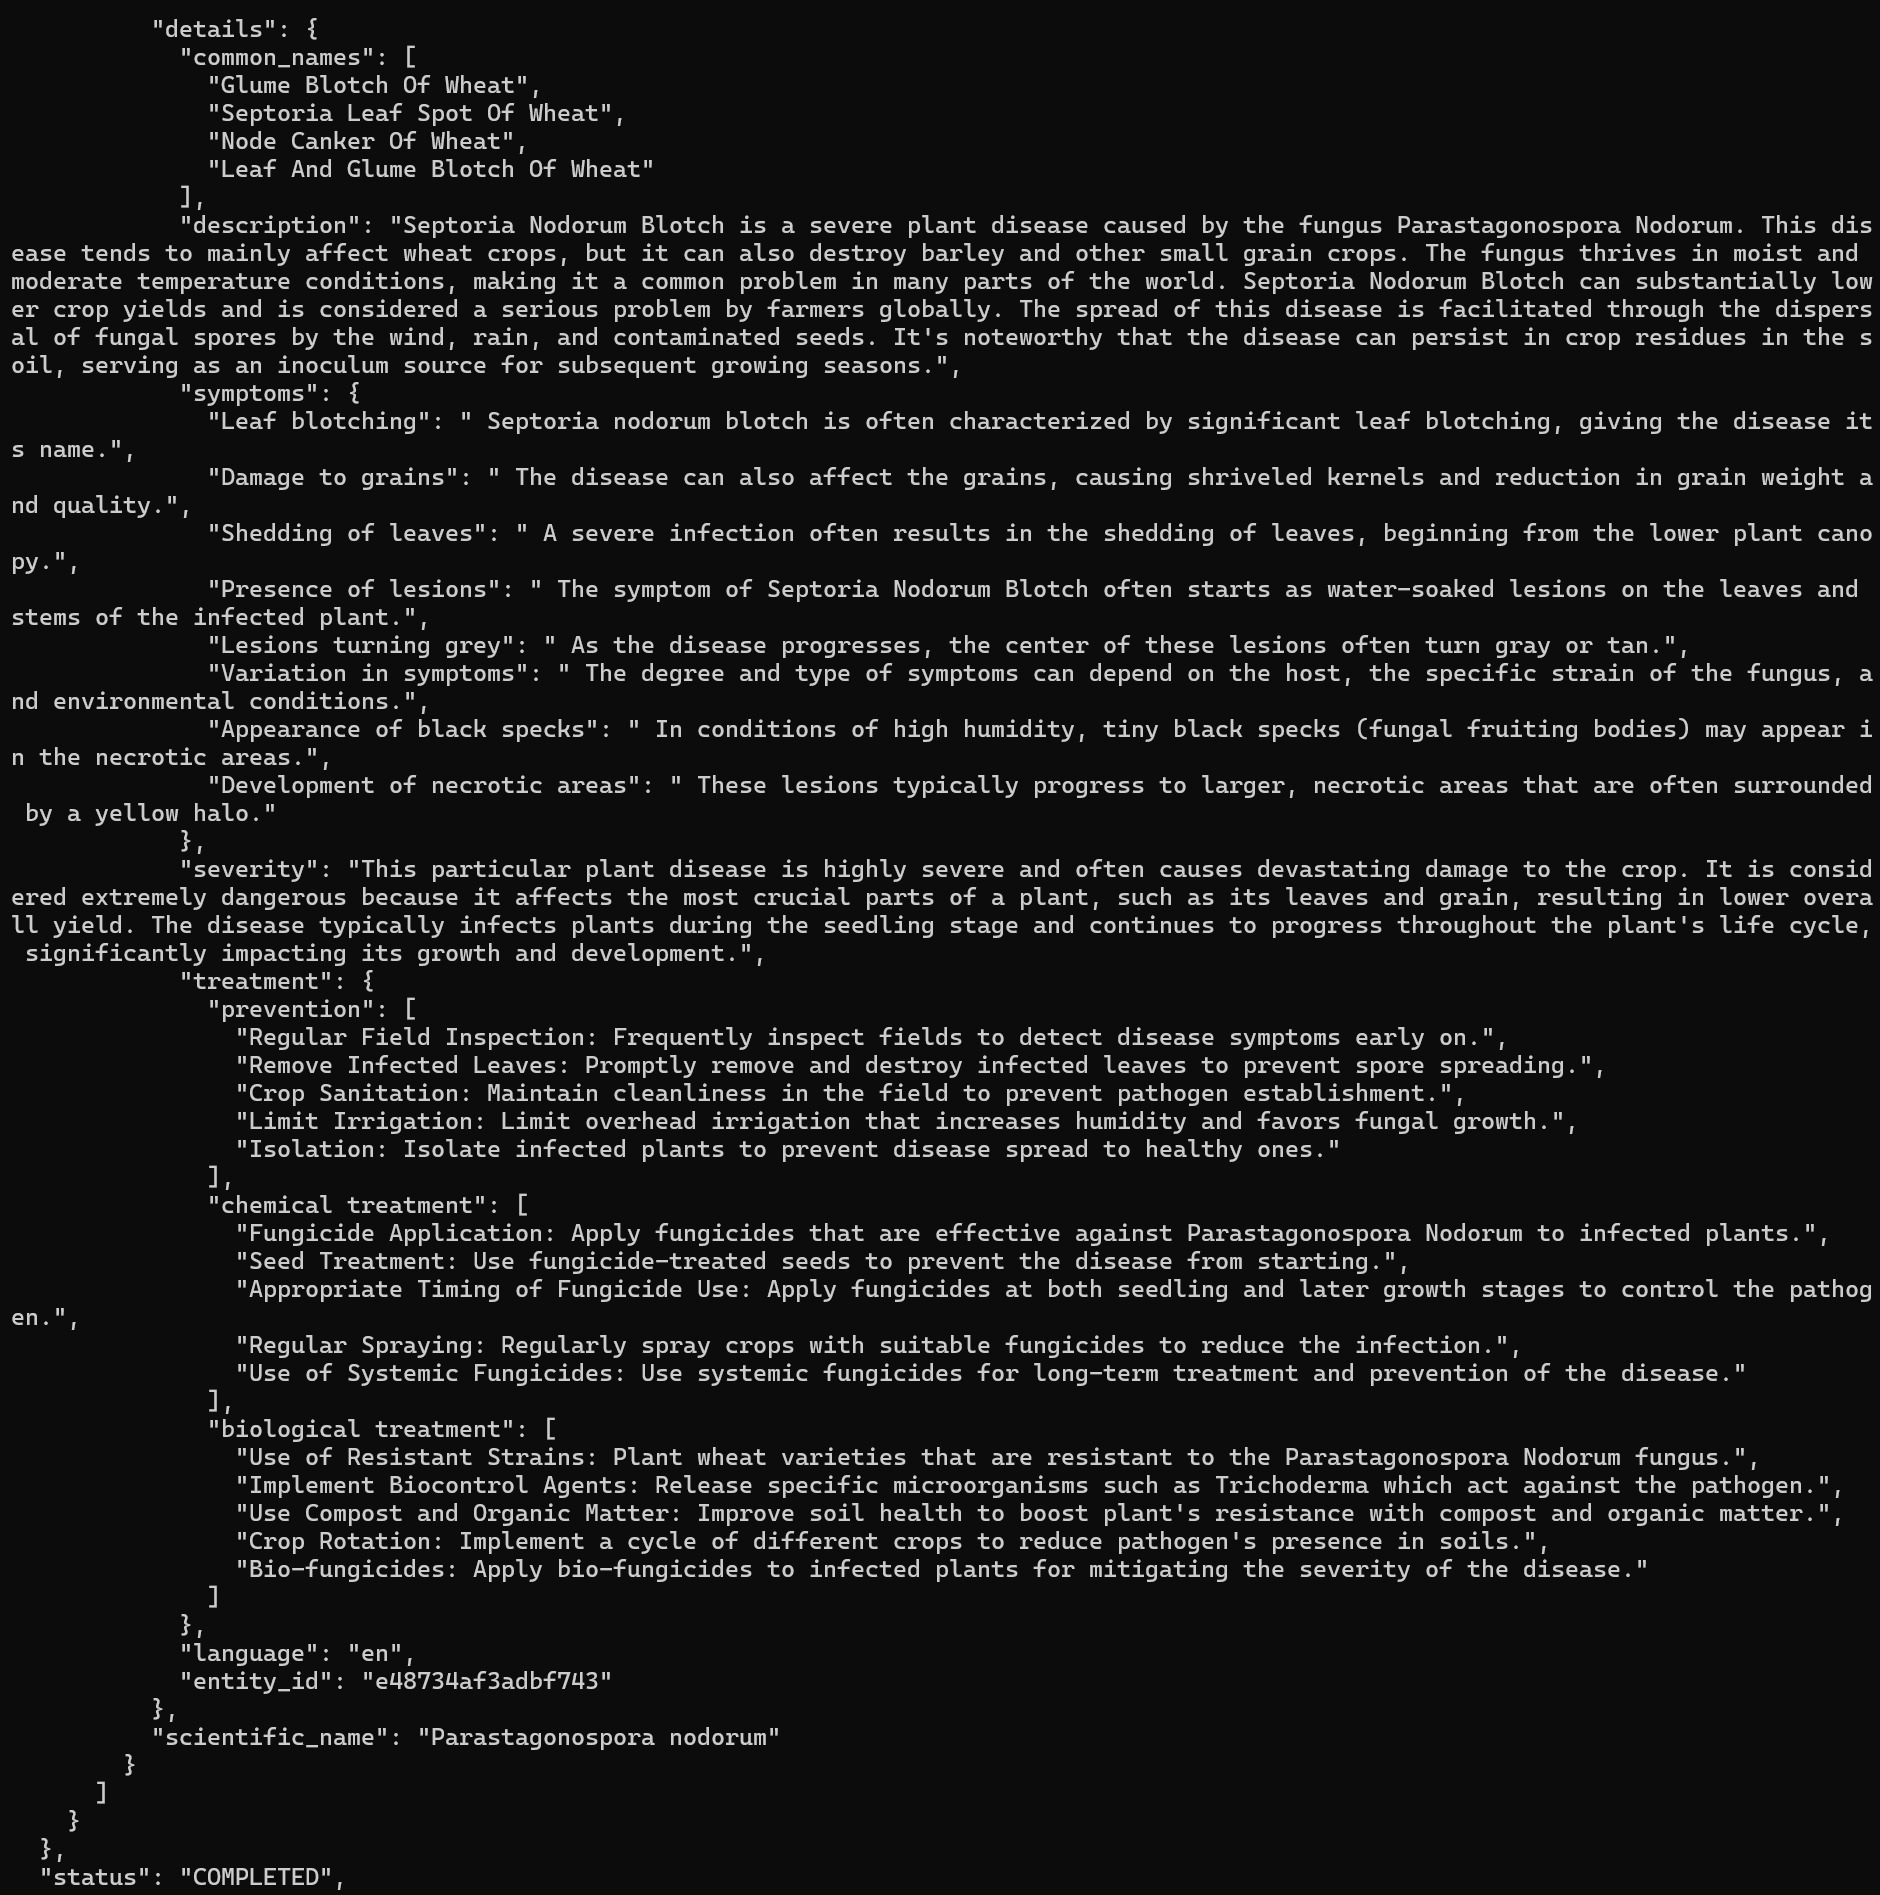 "details": {
"common_names": [
"Glume Blotch Of Wheat",
"Septoria Leaf Spot Of Wheat",
"Node Canker Of Wheat",
"Leaf And Glume Blotch Of Wheat"
],
"description": "Septoria Nodorum Blotch is a severe plant disease caused by the fungus Parastagonospora Nodorum. This dis
ease tends to mainly affect wheat crops, but it can also destroy barley and other small grain crops. The fungus thrives in moist and
moderate temperature conditions, making it a common problem in many parts of the world. Septoria Nodorum Blotch can substantially low
er crop yields and is considered a serious problem by farmers globally. The spread of this disease is facilitated through the dispers
al of fungal spores by the wind, rain, and contaminated seeds. It's noteworthy that the disease can persist in crop residues in the s
oil, serving as an inoculum source for subsequent growing seasons.",
"symptoms": {
"Leaf blotching": " Septoria nodorum blotch is often characterized by significant leaf blotching, giving the disease it
s name.",
"Damage to grains": " The disease can also affect the grains, causing shriveled kernels and reduction in grain weight a
nd quality.",
"Shedding of leaves": " A severe infection often results in the shedding of leaves, beginning from the lower plant cano
py.",
"Presence of lesions": " The symptom of Septoria Nodorum Blotch often starts as water-soaked lesions on the leaves and
stems of the infected plant.",
"Lesions turning grey": " As the disease progresses, the center of these lesions often turn gray or tan.",
"Variation in symptoms": " The degree and type of symptoms can depend on the host, the specific strain of the fungus, a
nd environmental conditions.",
"Appearance of black specks": " In conditions of high humidity, tiny black specks (fungal fruiting bodies) may appear i
n the necrotic areas.",
"Development of necrotic areas": " These lesions typically progress to larger, necrotic areas that are often surrounded
by a yellow halo."
},
"severity": "This particular plant disease is highly severe and often causes devastating damage to the crop. It is consid
ered extremely dangerous because it affects the most crucial parts of a plant, such as its leaves and grain, resulting in lower overa
ll yield. The disease typically infects plants during the seedling stage and continues to progress throughout the plant's life cycle,
significantly impacting its growth and development.",
"treatment": {
"prevention": [
"Regular Field Inspection: Frequently inspect fields to detect disease symptoms early on.",
"Remove Infected Leaves: Promptly remove and destroy infected leaves to prevent spore spreading.",
"Crop Sanitation: Maintain cleanliness in the field to prevent pathogen establishment.",
"Limit Irrigation: Limit overhead irrigation that increases humidity and favors fungal growth.",
"Isolation: Isolate infected plants to prevent disease spread to healthy ones."
],
"chemical treatment": [
"Fungicide Application: Apply fungicides that are effective against Parastagonospora Nodorum to infected plants.",
"Seed Treatment: Use fungicide-treated seeds to prevent the disease from starting.",
"Appropriate Timing of Fungicide Use: Apply fungicides at both seedling and later growth stages to control the pathog
en.",
"Regular Spraying: Regularly spray crops with suitable fungicides to reduce the infection.",
"Use of Systemic Fungicides: Use systemic fungicides for long-term treatment and prevention of the disease."
],
"biological treatment": [
"Use of Resistant Strains: Plant wheat varieties that are resistant to the Parastagonospora Nodorum fungus.",
"Implement Biocontrol Agents: Release specific microorganisms such as Trichoderma which act against the pathogen.",
"Use Compost and Organic Matter: Improve soil health to boost plant's resistance with compost and organic matter.",
"Crop Rotation: Implement a cycle of different crops to reduce pathogen's presence in soils.",
"Bio-fungicides: Apply bio-fungicides to infected plants for mitigating the severity of the disease."
]
},
"language": "en",
"entity_id": "e48734af3adbf743"
},
"scientific_name": "Parastagonospora nodorum"
}
]
}
},
"status": "COMPLETED",